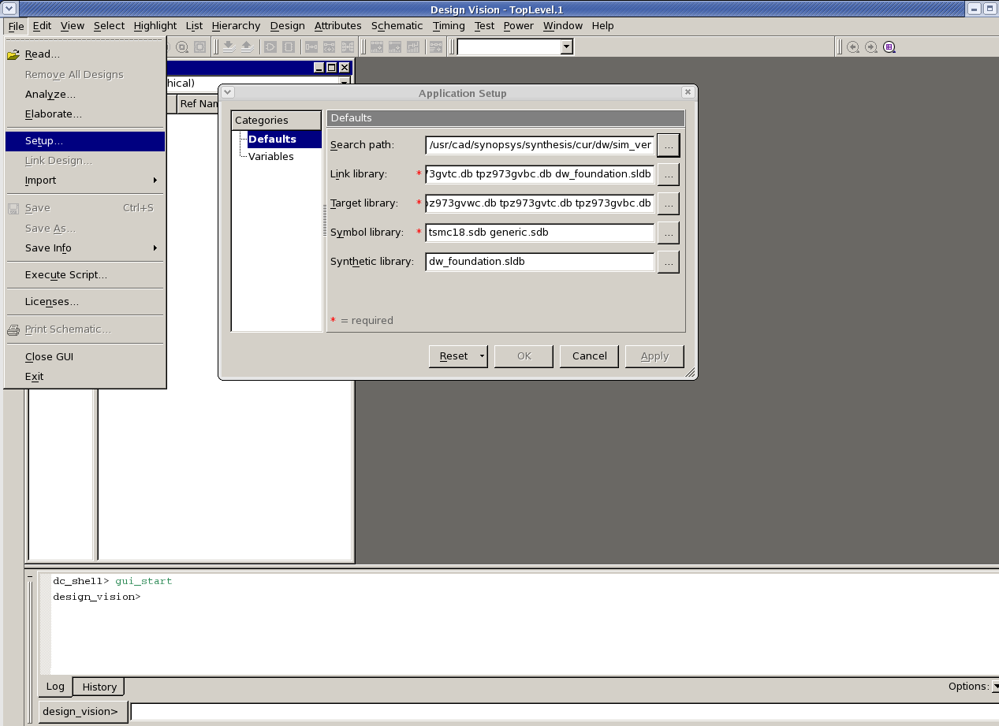 Design Vision - TopLevel.1
File Edit View Select Highlight List Hierarchy Design Attributes Schematic Timing Test Power Window Help
Read...
Remove All Designs
Analyze...
Elaborate...
Setup...
Link Design...
Import
Save Ctrl+S
Save As...
Save Info
Execute Script...
Licenses...
Print Schematic...
Close GUI
Exit
hical)
Ref Nan
Application Setup
Categories
Defaults
Variables
Defaults
Search path: /usr/cad/synopsys/synthesis/cur/dw/sim_ver ...
Link library: * 73gvtc.db tpz973gvbc.db dw_foundation.sldb ...
Target library: * pz973gvwc.db tpz973gvtc.db tpz973gvbc.db ...
Symbol library: * tsmc18.sdb generic.sdb ...
Synthetic library: dw_foundation.sldb ...
* = required
Reset OK Cancel Apply
dc_shell> gui_start
design_vision>
Log History
Options:
design_vision>